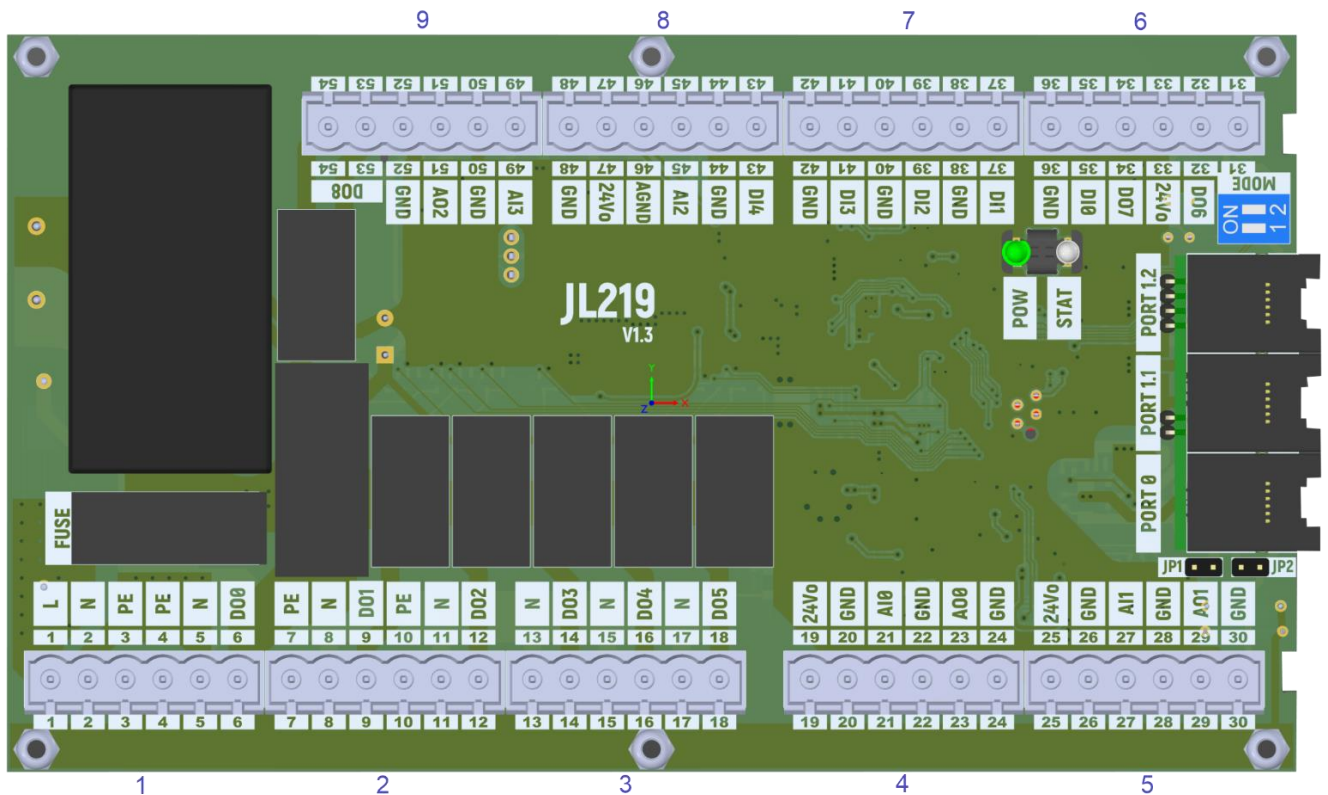 9 8 7 6
54 53 52 51 50 49 48 47 46 45 44 43 42 41 40 39 38 37 36 35 34 33 32 31
54 53 52 51 50 49 48 47 46 45 44 43 42 41 40 39 38 37 36 35 34 33 32 31
DO8 GND AO2 GND AI3 GND 24Vo AGND AI2 GND DI4 GND DI3 GND DI2 GND DI1 GND DI0 DO7 24Vo DO6
MODE
ON
1 2
JL219
V1.3
POW
STAT
PORT 1.2
PORT 1.1
PORT 0
Y
Z X
FUSE
JP1 JP2
L N PE PE N DO0 PE N DO1 PE N DO2 N DO3 N DO4 N DO5 24Vo GND AI0 GND AO0 GND 24Vo GND AI1 GND AO1 GND
1 2 3 4 5 6 7 8 9 10 11 12 13 14 15 16 17 18 19 20 21 22 23 24 25 26 27 28 29 30
1 2 3 4 5 6 7 8 9 10 11 12 13 14 15 16 17 18 19 20 21 22 23 24 25 26 27 28 29 30
1 2 3 4 5